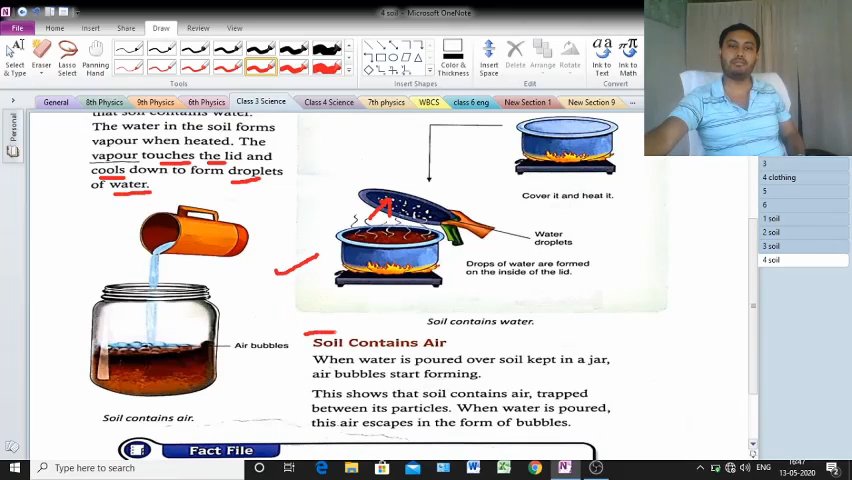 4 soil – Microsoft OneNote
File
Home
Insert
Share
Draw
Review
View
Select
& Type
Eraser
Lasso
Select
Panning
Hand
Color &
Thickness
Insert
Space
Delete
Arrange
Rotate
Ink to
Text
Ink to
Math
Tools
Insert Shapes
Edit
Convert
General
8th Physics
9th Physics
6th Physics
Class 3 Science
Class 4 Science
7th physics
WBCS
class 6 eng
New Section 1
New Section 9
...
Personal
that soil contains water.
The water in the soil forms
vapour when heated. The
vapour touches the lid and
cools down to form droplets
of water.
Cover it and heat it.
Water
droplets
Drops of water are formed
on the inside of the lid.
Soil contains water.
Air bubbles
Soil contains air.
Soil Contains Air
When water is poured over soil kept in a jar,
air bubbles start forming.
This shows that soil contains air, trapped
between its particles. When water is poured,
this air escapes in the form of bubbles.
Fact File
3
4 clothing
5
6
1 soil
2 soil
3 soil
4 soil
Type here to search
ENG
16:47
13-05-2020